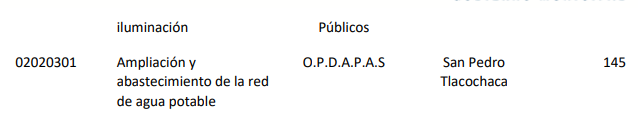 iluminación Públicos
02020301 Ampliación y O.P.D.A.P.A.S San Pedro 145
abastecimiento de la red Tlacochaca
de agua potable